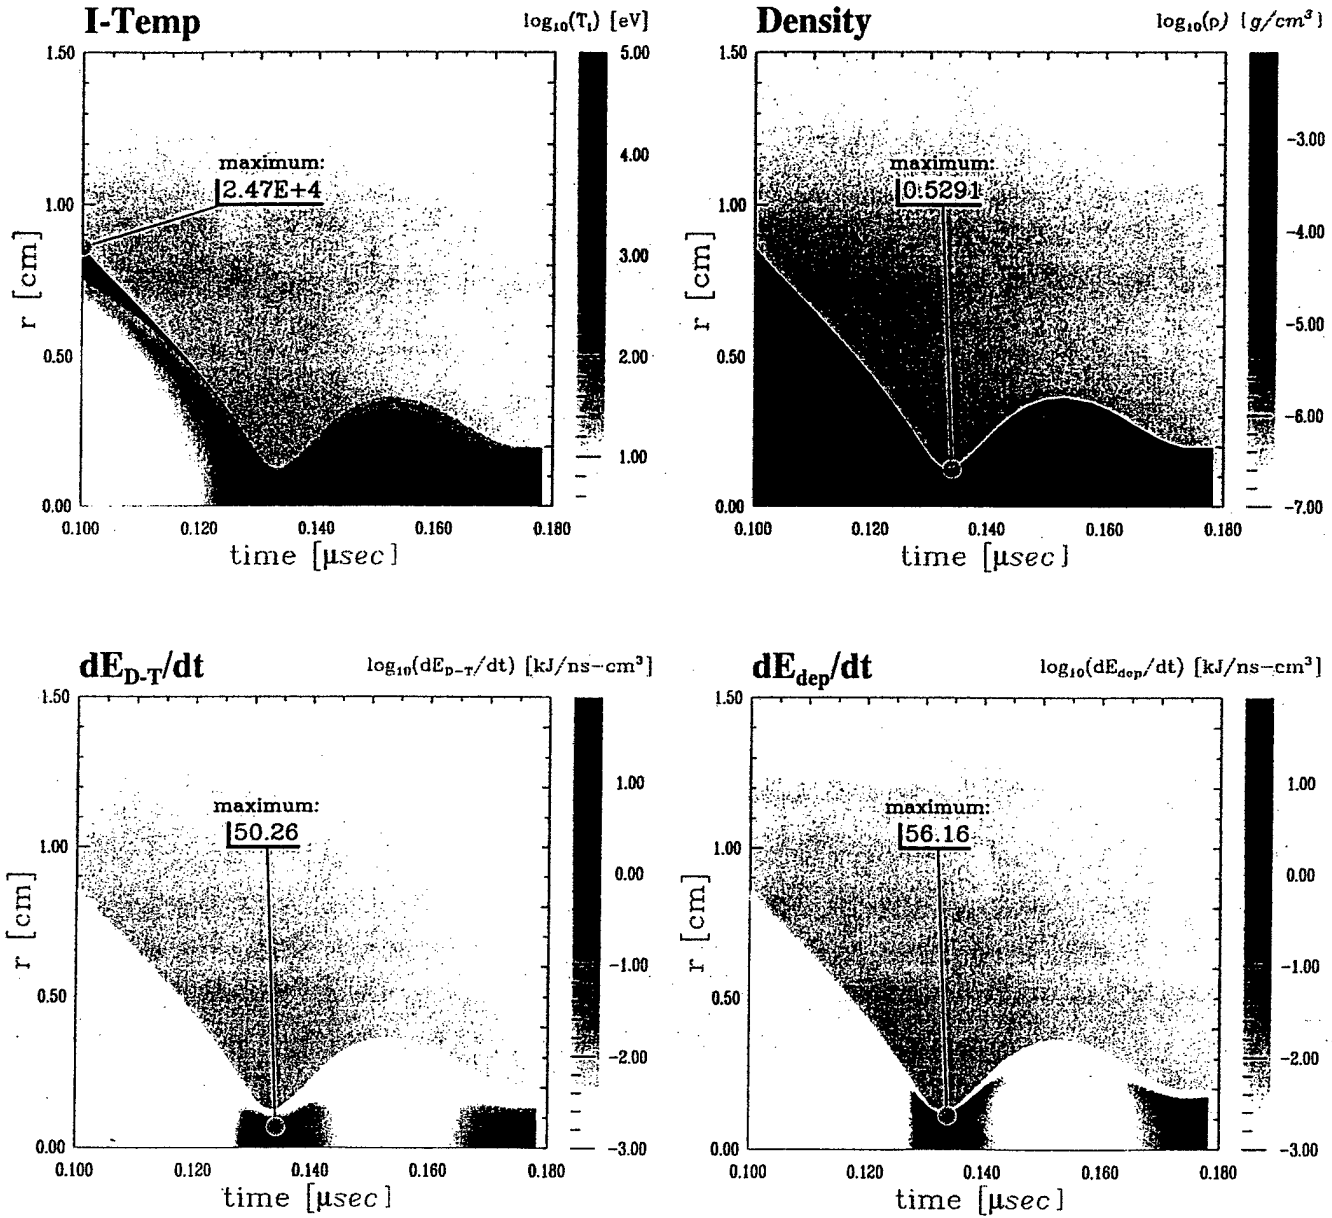 I-Temp
log₁₀(Tᵢ) [eV]
1.50
1.00
0.50
0.00
r [cm]
maximum:
2.47E+4
5.00
4.00
3.00
2.00
1.00
0.100
0.120
0.140
0.160
0.180
time [μsec]
Density
log₁₀(ρ) [g/cm³]
1.50
1.00
0.50
0.00
r [cm]
maximum:
0.5291
-3.00
-4.00
-5.00
-6.00
-7.00
0.100
0.120
0.140
0.160
0.180
time [μsec]
dE_D-T/dt
log₁₀(dE_D-T/dt) [kJ/ns-cm³]
1.50
1.00
0.50
0.00
r [cm]
maximum:
50.26
1.00
0.00
-1.00
-2.00
-3.00
0.100
0.120
0.140
0.160
0.180
time [μsec]
dE_dep/dt
log₁₀(dE_dep/dt) [kJ/ns-cm³]
1.50
1.00
0.50
0.00
r [cm]
maximum:
56.16
1.00
0.00
-1.00
-2.00
-3.00
0.100
0.120
0.140
0.160
0.180
time [μsec]